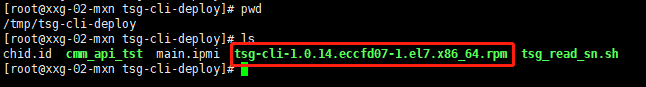 [root@xxg-02-mxn tsg-cli-deploy]# pwd
/tmp/tsg-cli-deploy
[root@xxg-02-mxn tsg-cli-deploy]# ls
chid.id  cmm_api_tst  main.ipmi  tsg-cli-1.0.14.eccfd07-1.el7.x86_64.rpm  tsg_read_sn.sh
[root@xxg-02-mxn tsg-cli-deploy]#